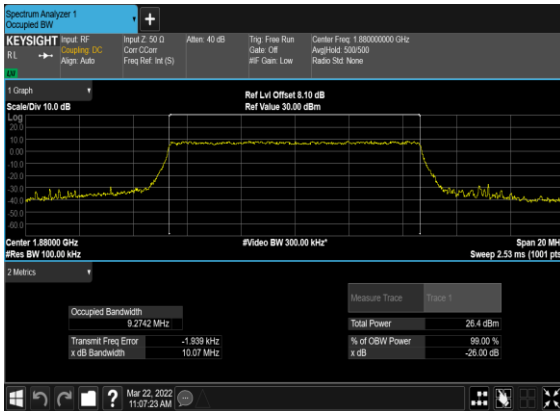 Spectrum Analyzer 1
Occupied BW
KEYSIGHT
RL
Input: RF
Coupling: DC
Align: Auto
Input Z: 50 Ω
Corr CCorr
Freq Ref: Int (S)
Atten: 40 dB
Trig: Free Run
Gate: Off
#IF Gain: Low
Center Freq: 1.880000000 GHz
Avg|Hold: 500/500
Radio Std: None
1 Graph
Scale/Div 10.0 dB
Ref Lvl Offset 8.10 dB
Ref Value 30.00 dBm
Log
20.0
10.0
0.00
-10.0
-20.0
-30.0
-40.0
-50.0
-60.0
Center 1.88000 GHz
#Res BW 100.00 kHz
#Video BW 300.00 kHz*
Span 20 MH
Sweep 2.53 ms (1001 pts
2 Metrics
Measure Trace
Trace 1
Occupied Bandwidth
9.2742 MHz
Total Power
26.4 dBm
Transmit Freq Error
-1.939 kHz
% of OBW Power
99.00 %
x dB Bandwidth
10.07 MHz
x dB
-26.00 dB
Mar 22, 2022
11:07:23 AM